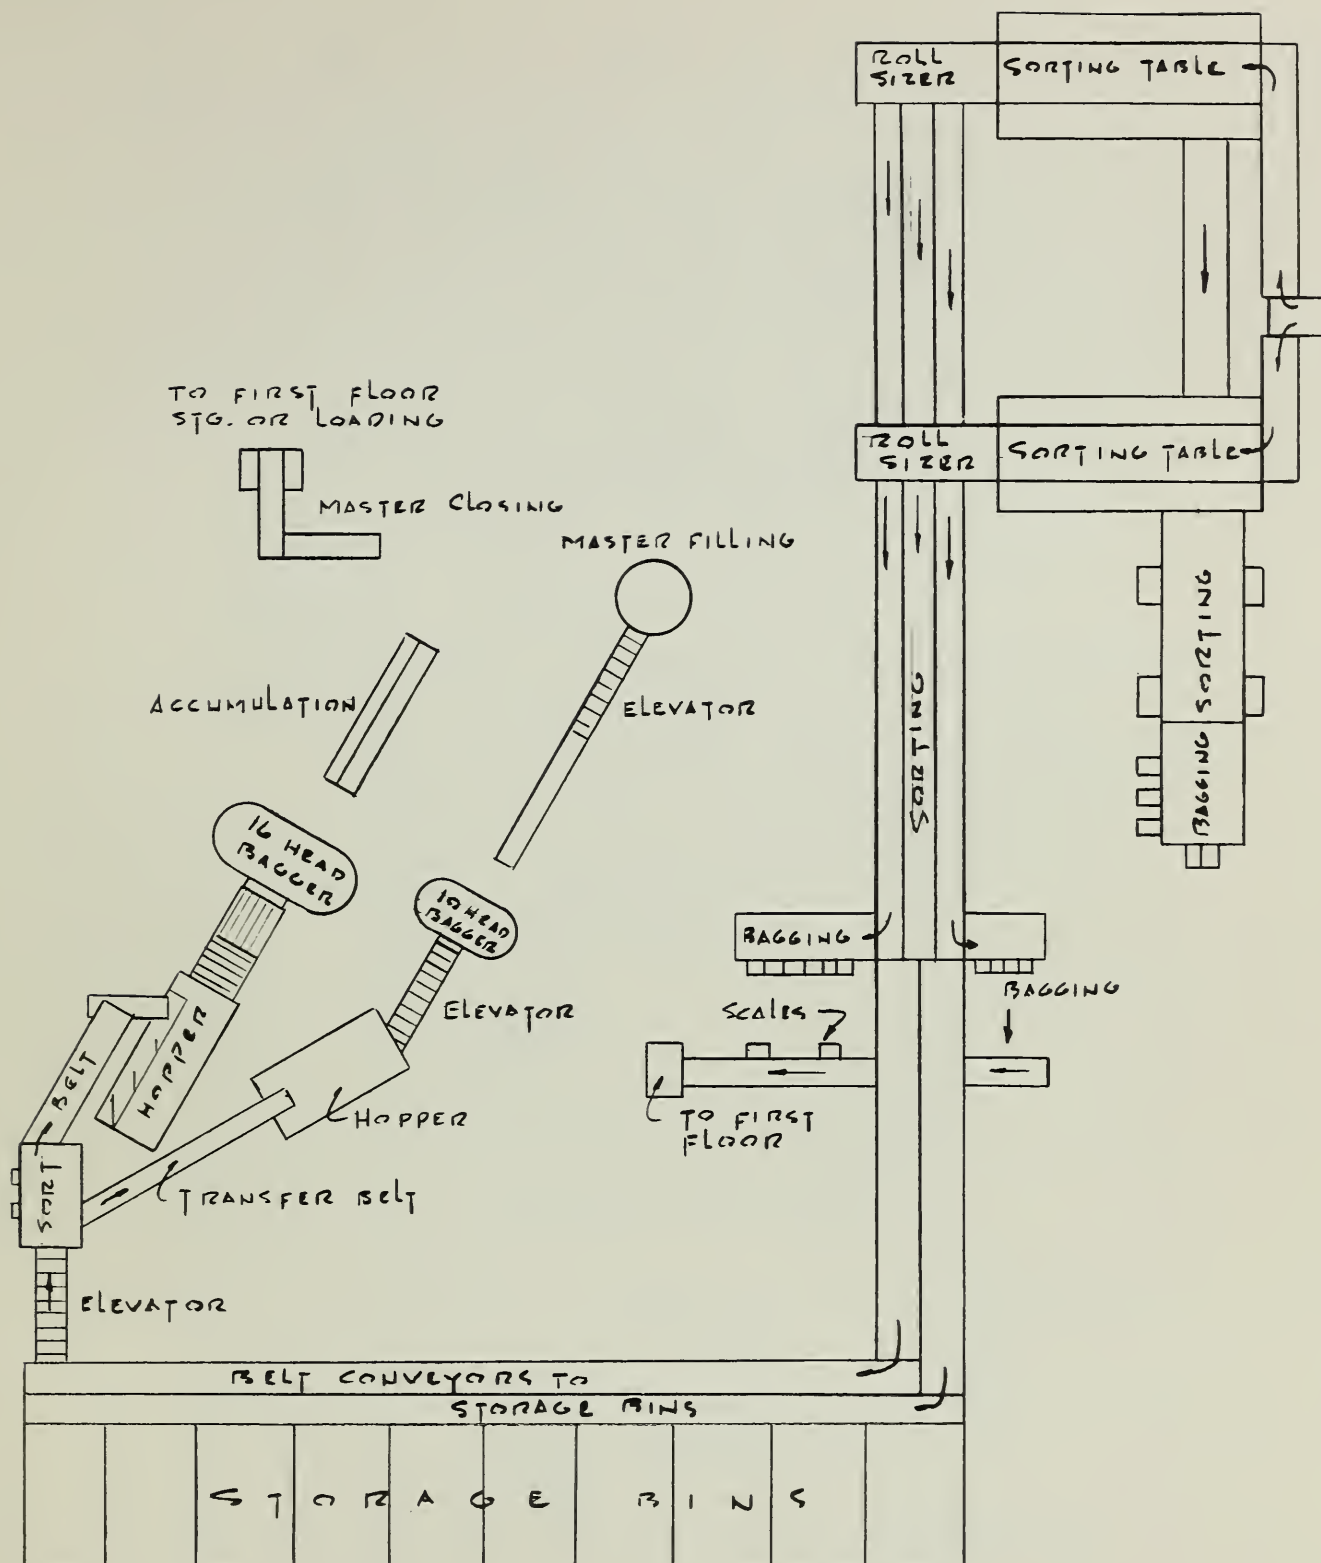 ROLL
SIZER
SORTING TABLE
TO FIRST FLOOR
STG. OR LOADING
MASTER CLOSING
ROLL
SIZER
SORTING TABLE
MASTER FILLING
SORTING
ACCUMULATION
ELEVATOR
SORTING
BAGGING
16 HEAD
BAGGER
10 HEAD
BAGGER
BAGGING
BAGGING
ELEVATOR
SCALES
BELT
HOPPER
HOPPER
TO FIRST
FLOOR
SORT
TRANSFER BELT
ELEVATOR
BELT CONVEYORS TO
STORAGE BINS
STORAGE BINS